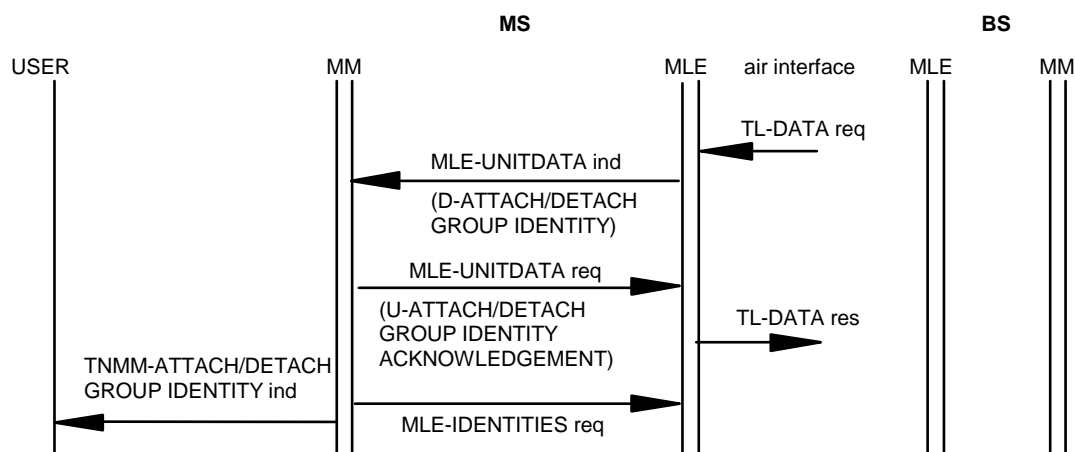 MS
BS
USER
MM
MLE
air interface
MLE
MM
TL-DATA req
MLE-UNITDATA ind
(D-ATTACH/DETACH
GROUP IDENTITY)
MLE-UNITDATA req
(U-ATTACH/DETACH
GROUP IDENTITY
ACKNOWLEDGEMENT)
TL-DATA res
TNMM-ATTACH/DETACH
GROUP IDENTITY ind
MLE-IDENTITIES req